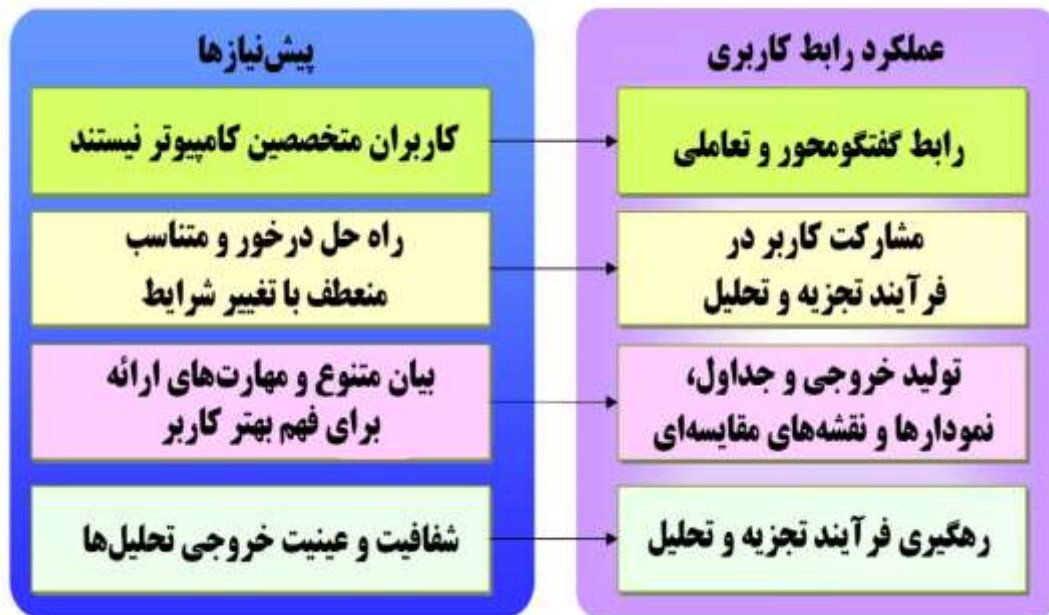 پیش‌نیازها
کاربران متخصصین کامپیوتر نیستند
راه حل درخور و متناسب
منعطف با تغییر شرایط
بیان متنوع و مهارت‌های ارائه
برای فهم بهتر کاربر
شفافیت و عینیت خروجی تحلیل‌ها
عملکرد رابط کاربری
رابط گفتگومحور و تعاملی
مشارکت کاربر در
فرآیند تجزیه و تحلیل
تولید خروجی و جداول،
نمودارها و نقشه‌های مقایسه‌ای
رهگیری فرآیند تجزیه و تحلیل